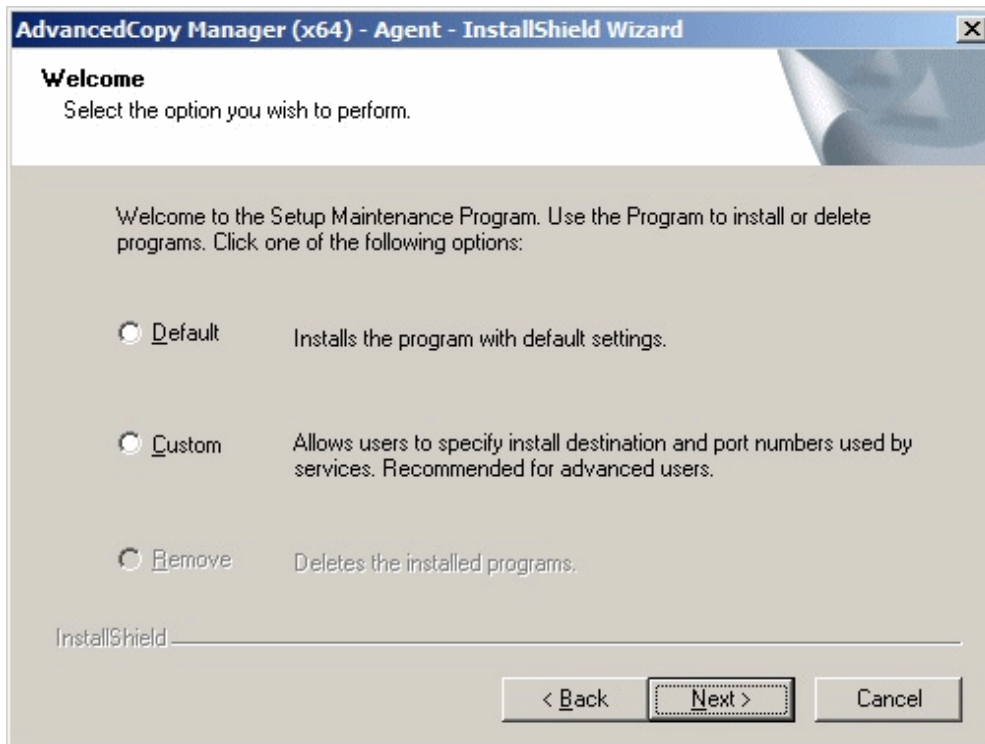 AdvancedCopy Manager (x64) - Agent - InstallShield Wizard
Welcome
Select the option you wish to perform.
Welcome to the Setup Maintenance Program. Use the Program to install or delete
programs. Click one of the following options:
Default
Installs the program with default settings.
Custom
Allows users to specify install destination and port numbers used by
services. Recommended for advanced users.
Remove
Deletes the installed programs.
InstallShield
< Back
Next >
Cancel